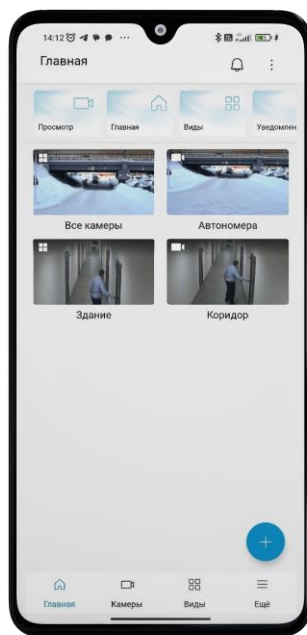 14:12
Главная
Просмотр
Главная
Виды
Уведомлен
Все камеры
Автономера
Здание
Коридор
Главная
Камеры
Виды
Ещё